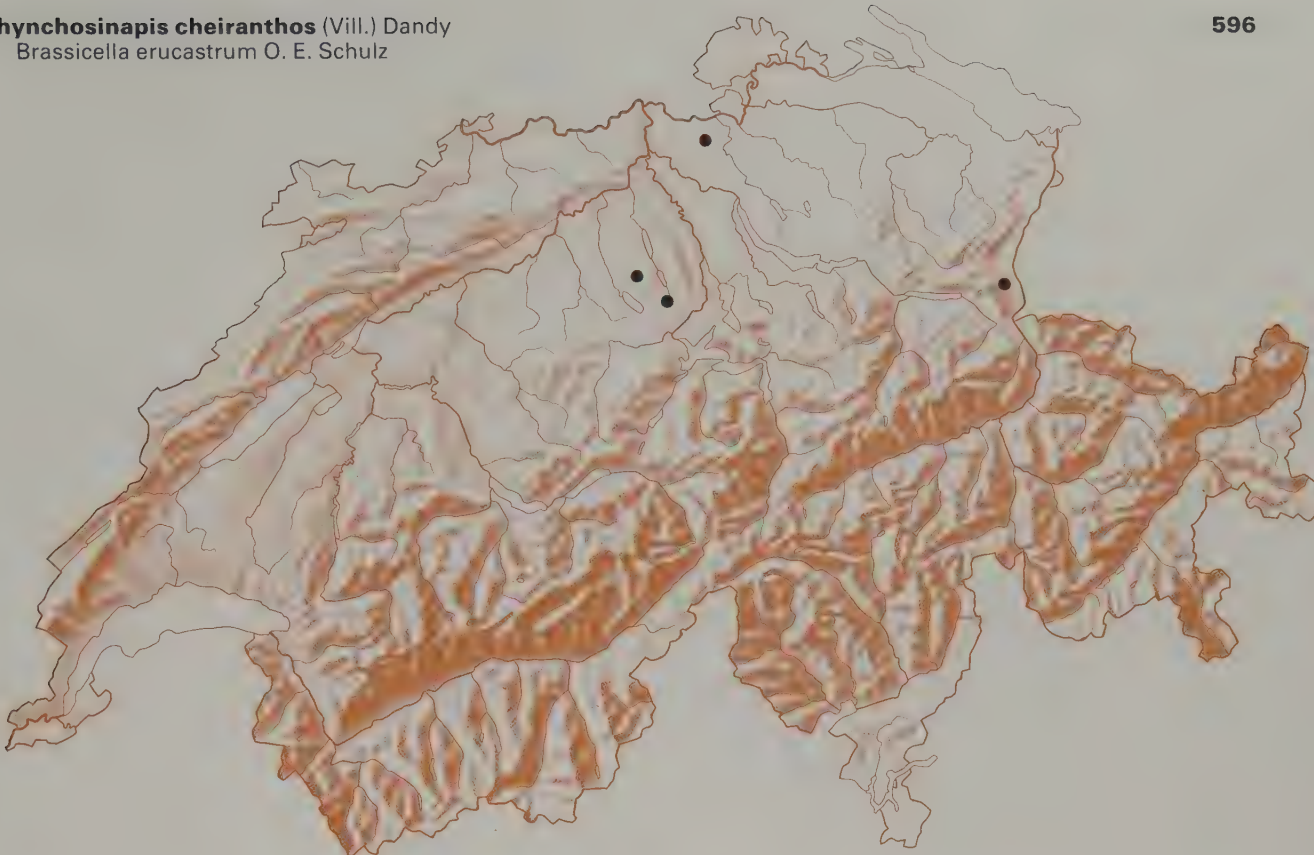 hynchosinapis cheiranthos (Vill.) Dandy
Brassicella erucastrum O. E. Schulz
596